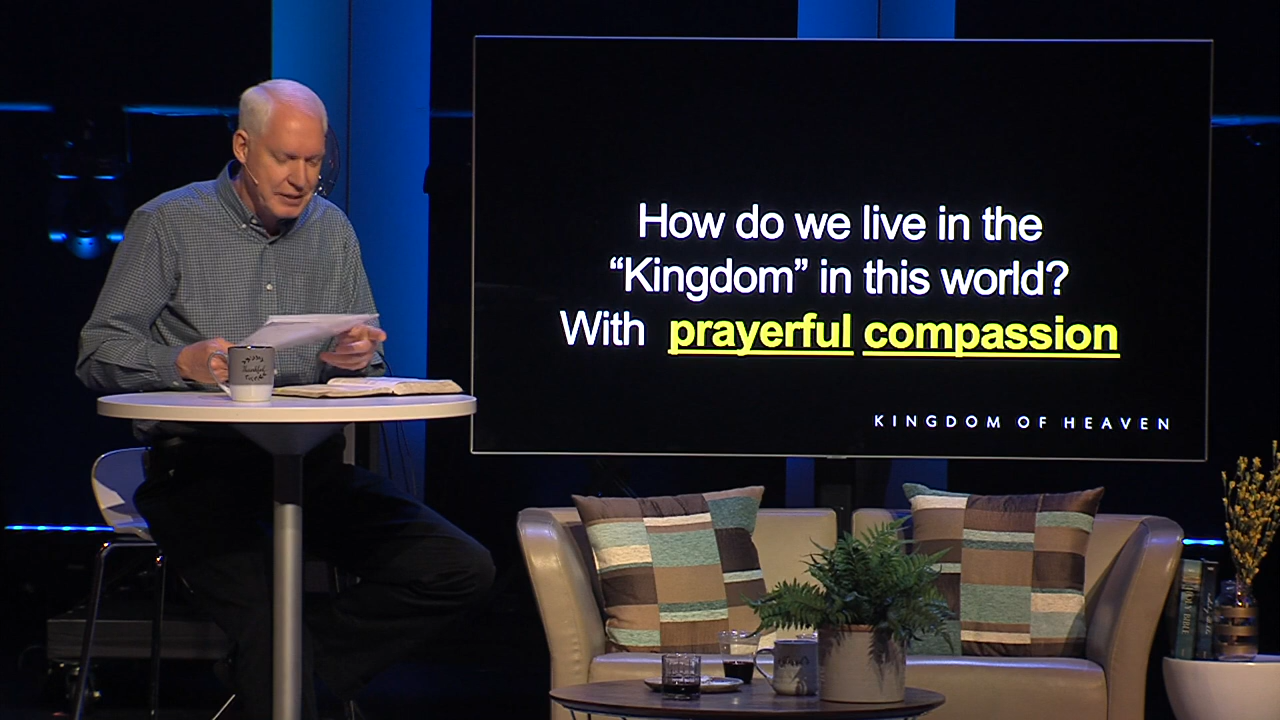 How do we live in the
“Kingdom” in this world?
With prayerful compassion
KINGDOM OF HEAVEN